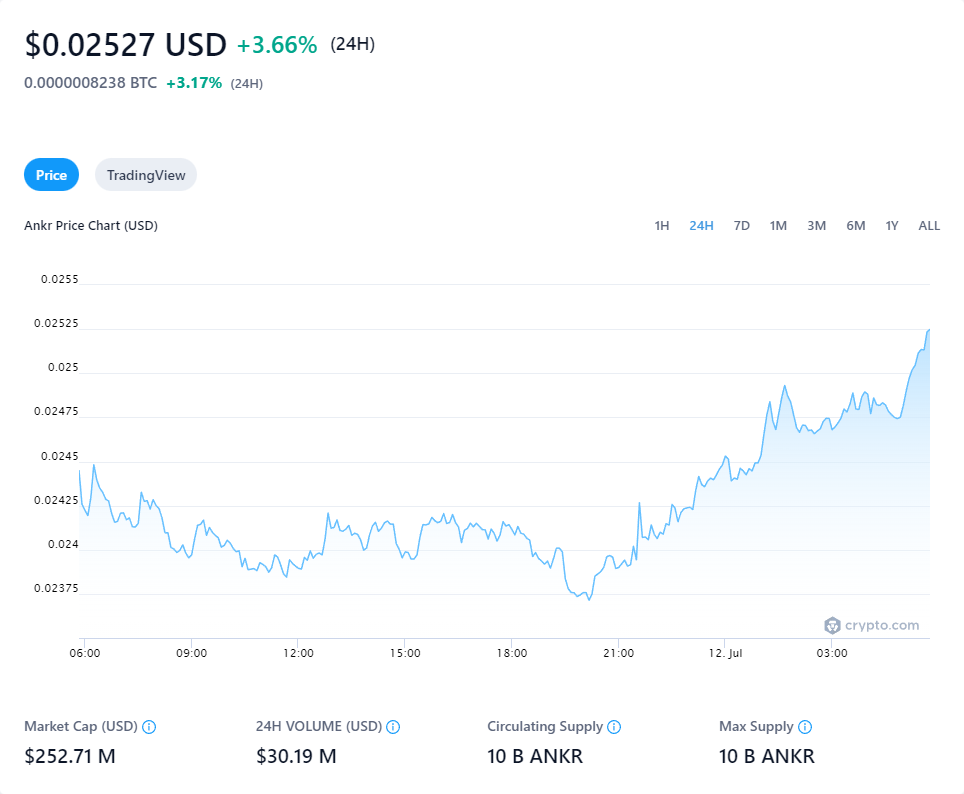 $0.02527 USD +3.66% (24H)
0.0000008238 BTC +3.17% (24H)
Price TradingView
Ankr Price Chart (USD) 1H 24H 7D 1M 3M 6M 1Y ALL
0.0255
0.02525
0.025
0.02475
0.0245
0.02425
0.024
0.02375
crypto.com
06:00 09:00 12:00 15:00 18:00 21:00 12. Jul 03:00
Market Cap (USD) 24H VOLUME (USD) Circulating Supply Max Supply
$252.71 M $30.19 M 10 B ANKR 10 B ANKR